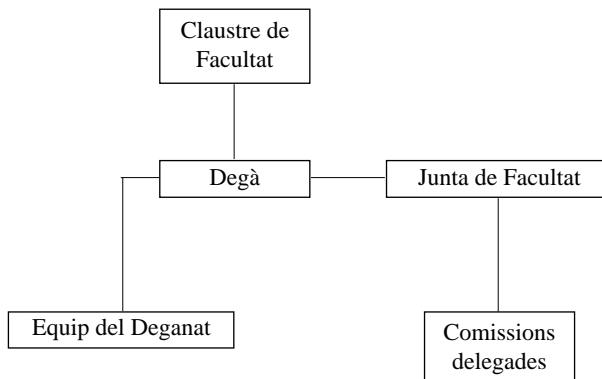 Claustre de
Facultat
Degà
Junta de Facultat
Equip del Deganat
Comissions
delegades